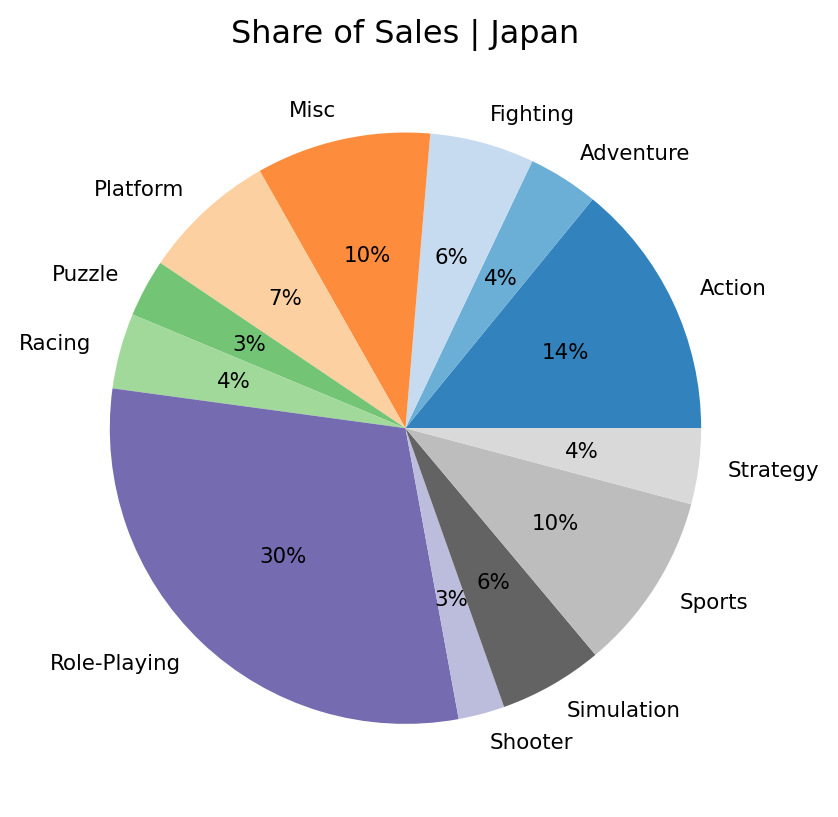 Share of Sales | Japan
Misc
Fighting
Adventure
Platform
Puzzle
Action
Racing
Strategy
Sports
Role-Playing
Simulation
Shooter
10%
6%
4%
7%
3%
14%
4%
4%
10%
30%
3%
6%